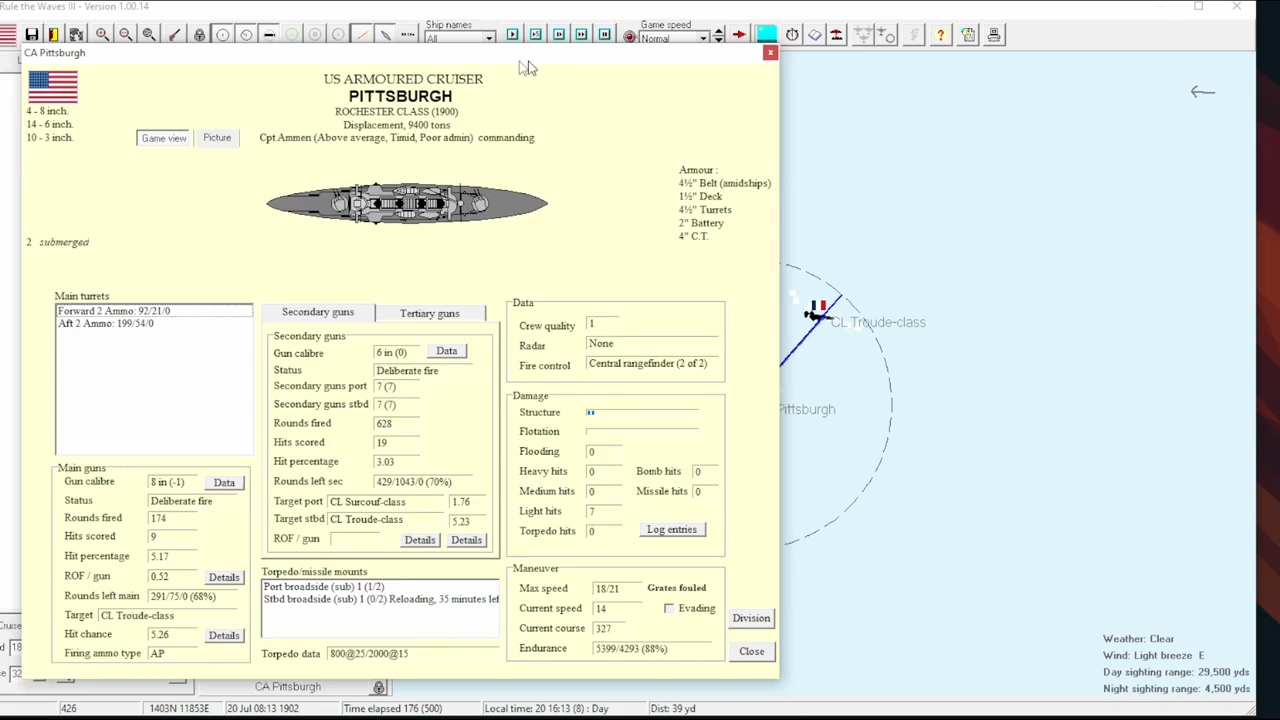 Rule the Waves III - Version 1.00.14
Ship names
All
Game speed
Normal
CA Pittsburgh
US ARMOURED CRUISER
PITTSBURGH
ROCHESTER CLASS (1900)
Displacement, 9400 tons
Cpt Ammen (Above average, Timid, Poor admin) commanding
4 - 8 inch.
14 - 6 inch.
10 - 3 inch.
Game view
Picture
Armour :
4½" Belt (amidships)
1½" Deck
4½" Turrets
2" Battery
4" C.T.
2 submerged
Main turrets
Forward 2 Ammo: 92/21/0
Aft 2 Ammo: 199/54/0
Main guns
Gun calibre 8 in (-1) Data
Status Deliberate fire
Rounds fired 174
Hits scored 9
Hit percentage 5.17
ROF / gun 0.52 Details
Rounds left main 291/75/0 (68%)
Target CL Troude-class
Hit chance 5.26 Details
Firing ammo type AP
Secondary guns Tertiary guns
Secondary guns
Gun calibre 6 in (0) Data
Status Deliberate fire
Secondary guns port 7 (7)
Secondary guns stbd 7 (7)
Rounds fired 628
Hits scored 19
Hit percentage 3.03
Rounds left sec 429/1043/0 (70%)
Target port CL Surcouf-class 1.76
Target stbd CL Troude-class 5.23
ROF / gun Details Details
Torpedo/missile mounts
Port broadside (sub) 1 (1/2)
Stbd broadside (sub) 1 (0/2) Reloading, 35 minutes lef
Torpedo data 800@25/2000@15
Data
Crew quality 1
Radar None
Fire control Central rangefinder (2 of 2)
Damage
Structure
Flotation
Flooding 0
Heavy hits 0 Bomb hits 0
Medium hits 0 Missile hits 0
Light hits 7
Torpedo hits 0 Log entries
Maneuver
Max speed 18/21 Grates fouled
Current speed 14 Evading
Current course 327
Endurance 5399/4293 (88%)
Division
Close
CL Troude-class
Pittsburgh
Weather: Clear
Wind: Light breeze E
Day sighting range: 29,500 yds
Night sighting range: 4,500 yds
CA Pittsburgh
426 1403N 11853E 20 Jul 08:13 1902 Time elapsed 176 (500) Local time: 20 16:13 (8) : Day Dist: 39 yd